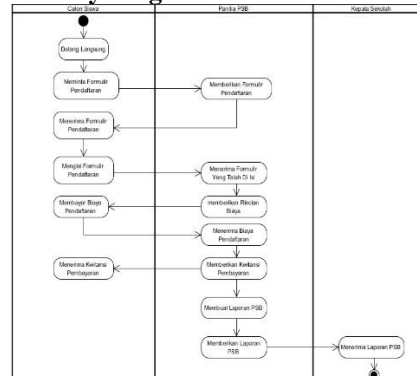 Calon Siswa
Panitia PSB
Kepala Sekolah
Datang Langsung
Meminta Formulir
Pendaftaran
Memberikan Formulir
Pendaftaran
Menerima Formulir
Pendaftaran
Mengisi Formulir
Pendaftaran
Menerima Formulir
Yang Telah Di Isi
Membayar Biaya
Pendaftaran
memberikan Rincian
Biaya
Menerima Biaya
Pendaftaran
Menerima Kwitansi
Pembayaran
Memberikan Kwitansi
Pembayaran
Membuat Laporan PSB
Memberikan Laporan
PSB
Menerima Laporan PSB